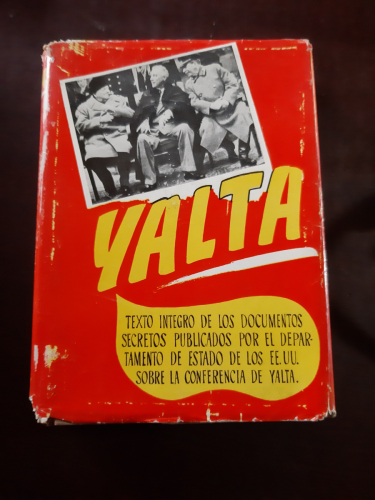 YALTA
TEXTO INTEGRO DE LOS DOCUMENTOS
SECRETOS PUBLICADOS POR EL DEPAR-
TAMENTO DE ESTADO DE LOS EE.UU.
SOBRE LA CONFERENCIA DE YALTA.